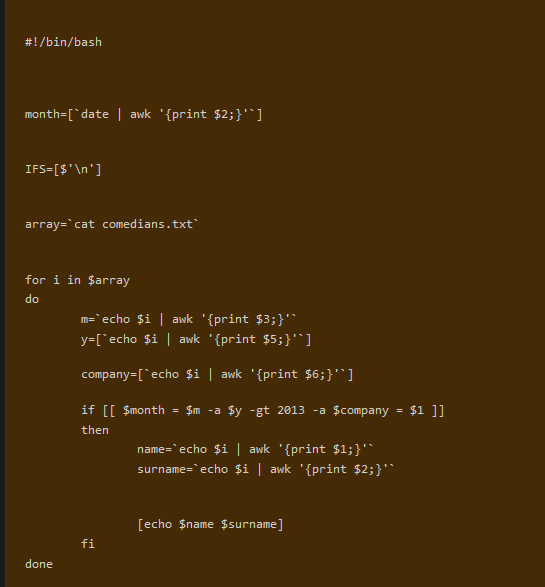 #!/bin/bash
month=[`date | awk '{print $2;}'`]
IFS=[$'\n']
array=`cat comedians.txt`
for i in $array
do
m=`echo $i | awk '{print $3;}'`
y=[`echo $i | awk '{print $5;}'`]
company=[`echo $i | awk '{print $6;}'`]
if [[ $month = $m -a $y -gt 2013 -a $company = $1 ]]
then
name=`echo $i | awk '{print $1;}'`
surname=`echo $i | awk '{print $2;}'`
[echo $name $surname]
fi
done